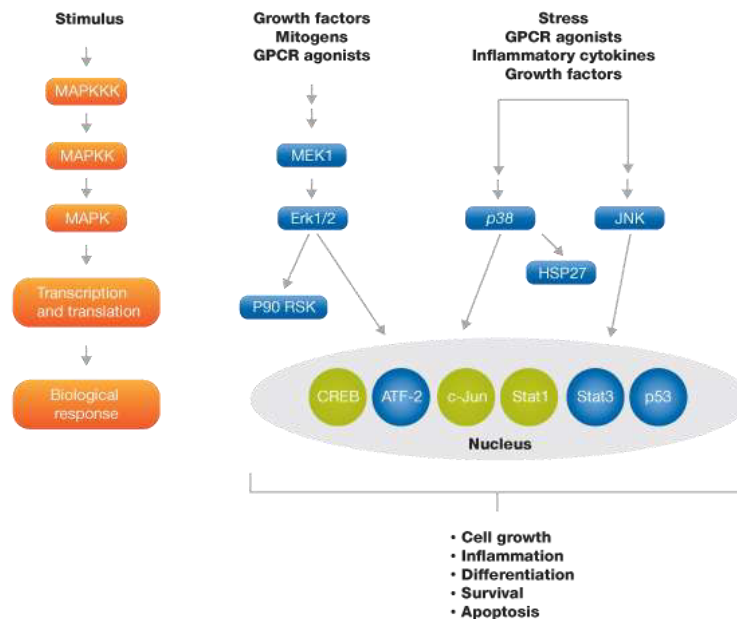 Stimulus
MAPKKK
MAPKK
MAPK
Transcription
and translation
Biological
response
Growth factors
Mitogens
GPCR agonists
MEK1
Erk1/2
P90 RSK
Stress
GPCR agonists
Inflammatory cytokines
Growth factors
p38
JNK
HSP27
CREB
ATF-2
c-Jun
Stat1
Stat3
p53
Nucleus
• Cell growth
• Inflammation
• Differentiation
• Survival
• Apoptosis